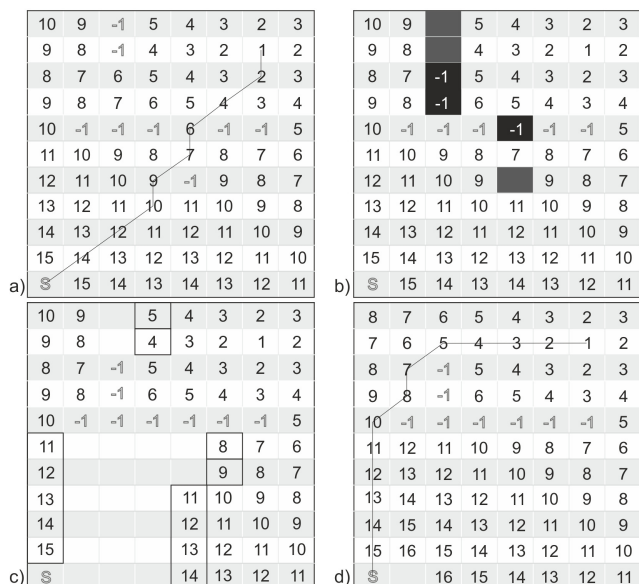 10 9 -1 5 4 3 2 3
9 8 -1 4 3 2 1 2
8 7 6 5 4 3 2 3
9 8 7 6 5 4 3 4
10 -1 -1 -1 6 -1 -1 5
11 10 9 8 7 8 7 6
12 11 10 9 -1 9 8 7
13 12 11 10 11 10 9 8
14 13 12 11 12 11 10 9
15 14 13 12 13 12 11 10
a) S 15 14 13 14 13 12 11
10 9 5 4 3 2 3
9 8 4 3 2 1 2
8 7 -1 5 4 3 2 3
9 8 -1 6 5 4 3 4
10 -1 -1 -1 -1 -1 -1 5
11 10 9 8 7 8 7 6
12 11 10 9 9 8 7
13 12 11 10 11 10 9 8
14 13 12 11 12 11 10 9
15 14 13 12 13 12 11 10
b) S 15 14 13 14 13 12 11
10 9 5 4 3 2 3
9 8 4 3 2 1 2
8 7 -1 5 4 3 2 3
9 8 -1 6 5 4 3 4
10 -1 -1 -1 -1 -1 -1 5
11 8 7 6
12 9 8 7
13 11 10 9 8
14 12 11 10 9
15 13 12 11 10
c) S 14 13 12 11
8 7 6 5 4 3 2 3
7 6 5 4 3 2 1 2
8 7 -1 5 4 3 2 3
9 8 -1 6 5 4 3 4
10 -1 -1 -1 -1 -1 -1 5
11 12 11 10 9 8 7 6
12 13 12 11 10 9 8 7
13 14 13 12 11 10 9 8
14 15 14 13 12 11 10 9
15 16 15 14 13 12 11 10
d) S 16 15 14 13 12 11